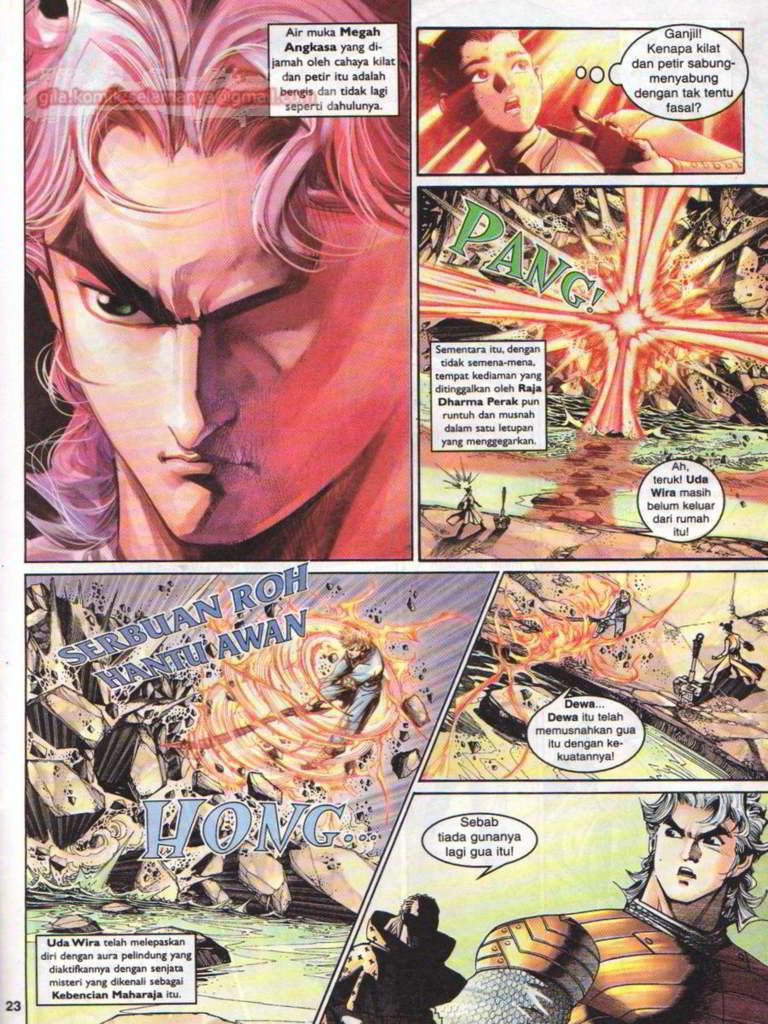 Air muka Megah
Angkasa yang di-
jamah oleh cahaya kilat
dan petir itu adalah
bengis dan tidak lagi
seperti dahulunya.
Ganjil!
Kenapa kilat
dan petir sabung-
menyabung
dengan tak tentu
fasal?
PANG!
Sementara itu, dengan
tidak semena-mena,
tempat kediaman yang
ditinggalkan oleh Raja
Dharma Perak pun
runtuh dan musnah
dalam satu letupan
yang menggegarkan.
Ah,
teruk! Uda
Wira masih
belum keluar
dari rumah
itu!
SERBUAN ROH
HANTU AWAN
HONG...
Uda Wira telah melepaskan
diri dengan aura pelindung yang
diaktifkannya dengan senjata
misteri yang dikenali sebagai
Kebencian Maharaja itu.
Dewa...
Dewa itu telah
memusnahkan gua
itu dengan ke-
kuatannya!
Sebab
tiada gunanya
lagi gua itu!
23